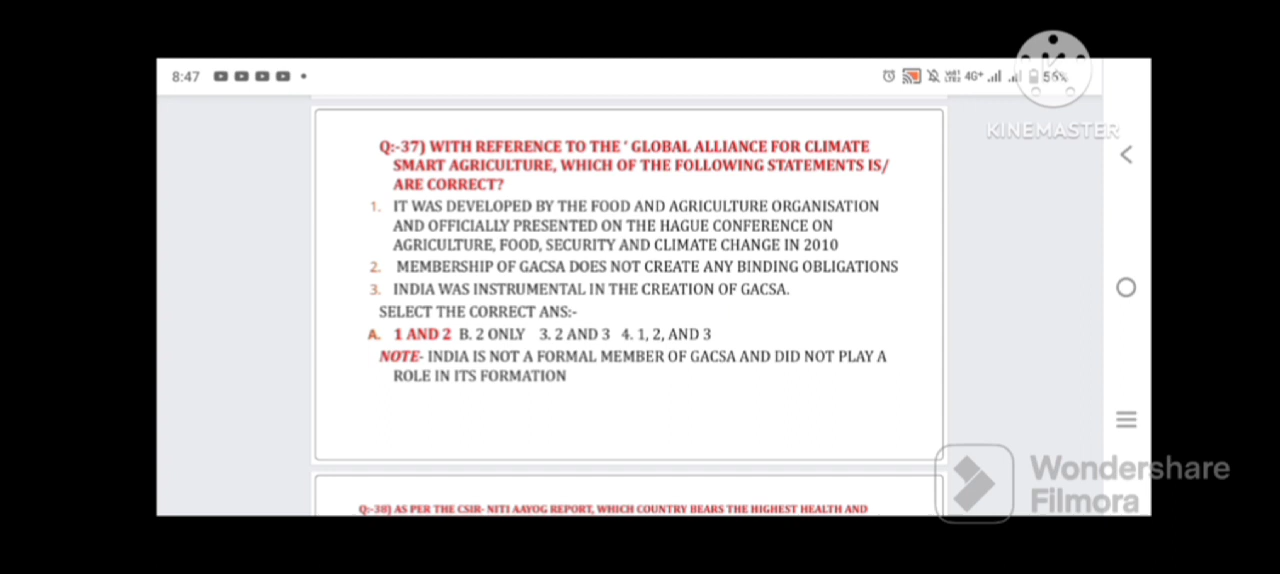 8:47
4G+ 56%
KINEMASTER
Q:-37) WITH REFERENCE TO THE ' GLOBAL ALLIANCE FOR CLIMATE
SMART AGRICULTURE, WHICH OF THE FOLLOWING STATEMENTS IS/
ARE CORRECT?
1. IT WAS DEVELOPED BY THE FOOD AND AGRICULTURE ORGANISATION
AND OFFICIALLY PRESENTED ON THE HAGUE CONFERENCE ON
AGRICULTURE, FOOD, SECURITY AND CLIMATE CHANGE IN 2010
2. MEMBERSHIP OF GACSA DOES NOT CREATE ANY BINDING OBLIGATIONS
3. INDIA WAS INSTRUMENTAL IN THE CREATION OF GACSA.
SELECT THE CORRECT ANS:-
A. 1 AND 2 B. 2 ONLY 3. 2 AND 3 4. 1, 2, AND 3
NOTE- INDIA IS NOT A FORMAL MEMBER OF GACSA AND DID NOT PLAY A
ROLE IN ITS FORMATION
Wondershare
Filmora
Q:-38) AS PER THE CSIR- NITI AAYOG REPORT, WHICH COUNTRY BEARS THE HIGHEST HEALTH AND